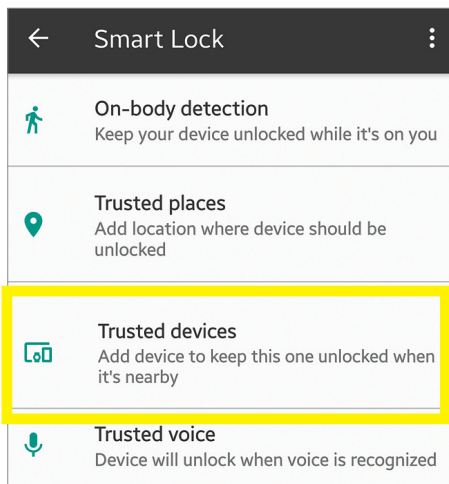 Smart Lock
On-body detection
Keep your device unlocked while it's on you
Trusted places
Add location where device should be
unlocked
Trusted devices
Add device to keep this one unlocked when
it's nearby
Trusted voice
Device will unlock when voice is recognized